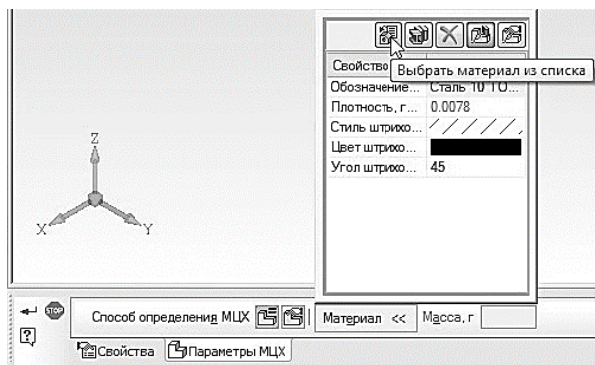 Свойство
Выбрать материал из списка
Обозначение... Сталь 10 ГО...
Плотность, г... 0.0078
Стиль штрихо...
Цвет штрихо...
Угол штрихо... 45
Z
X Y
STOP Способ определения МЦХ Материал << Масса, г
?
Свойства Параметры МЦХ